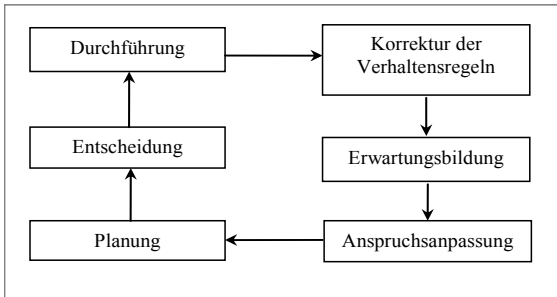 Durchführung
Korrektur der
Verhaltensregeln
Entscheidung
Erwartungsbildung
Planung
Anspruchsanpassung